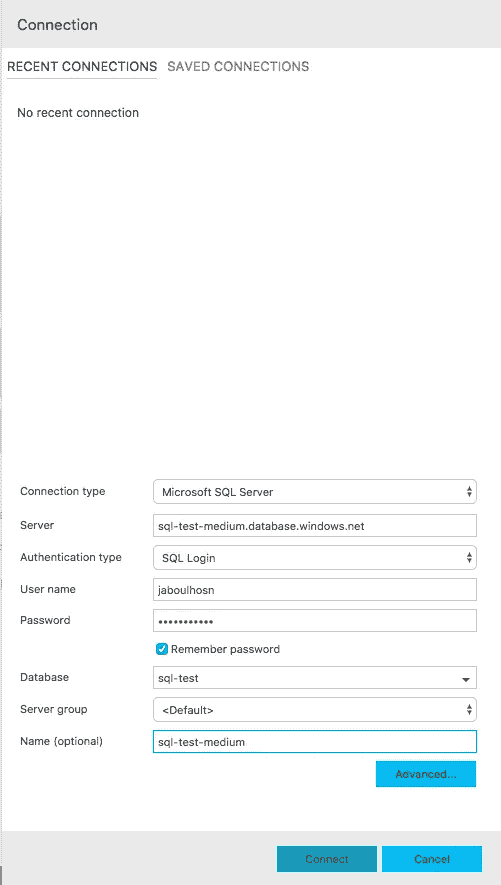 Connection
RECENT CONNECTIONS SAVED CONNECTIONS
No recent connection
Connection type Microsoft SQL Server
Server sql-test-medium.database.windows.net
Authentication type SQL Login
User name jaboulhosn
Password •••••••••••
Remember password
Database sql-test
Server group <Default>
Name (optional) sql-test-medium
Advanced...
Connect Cancel